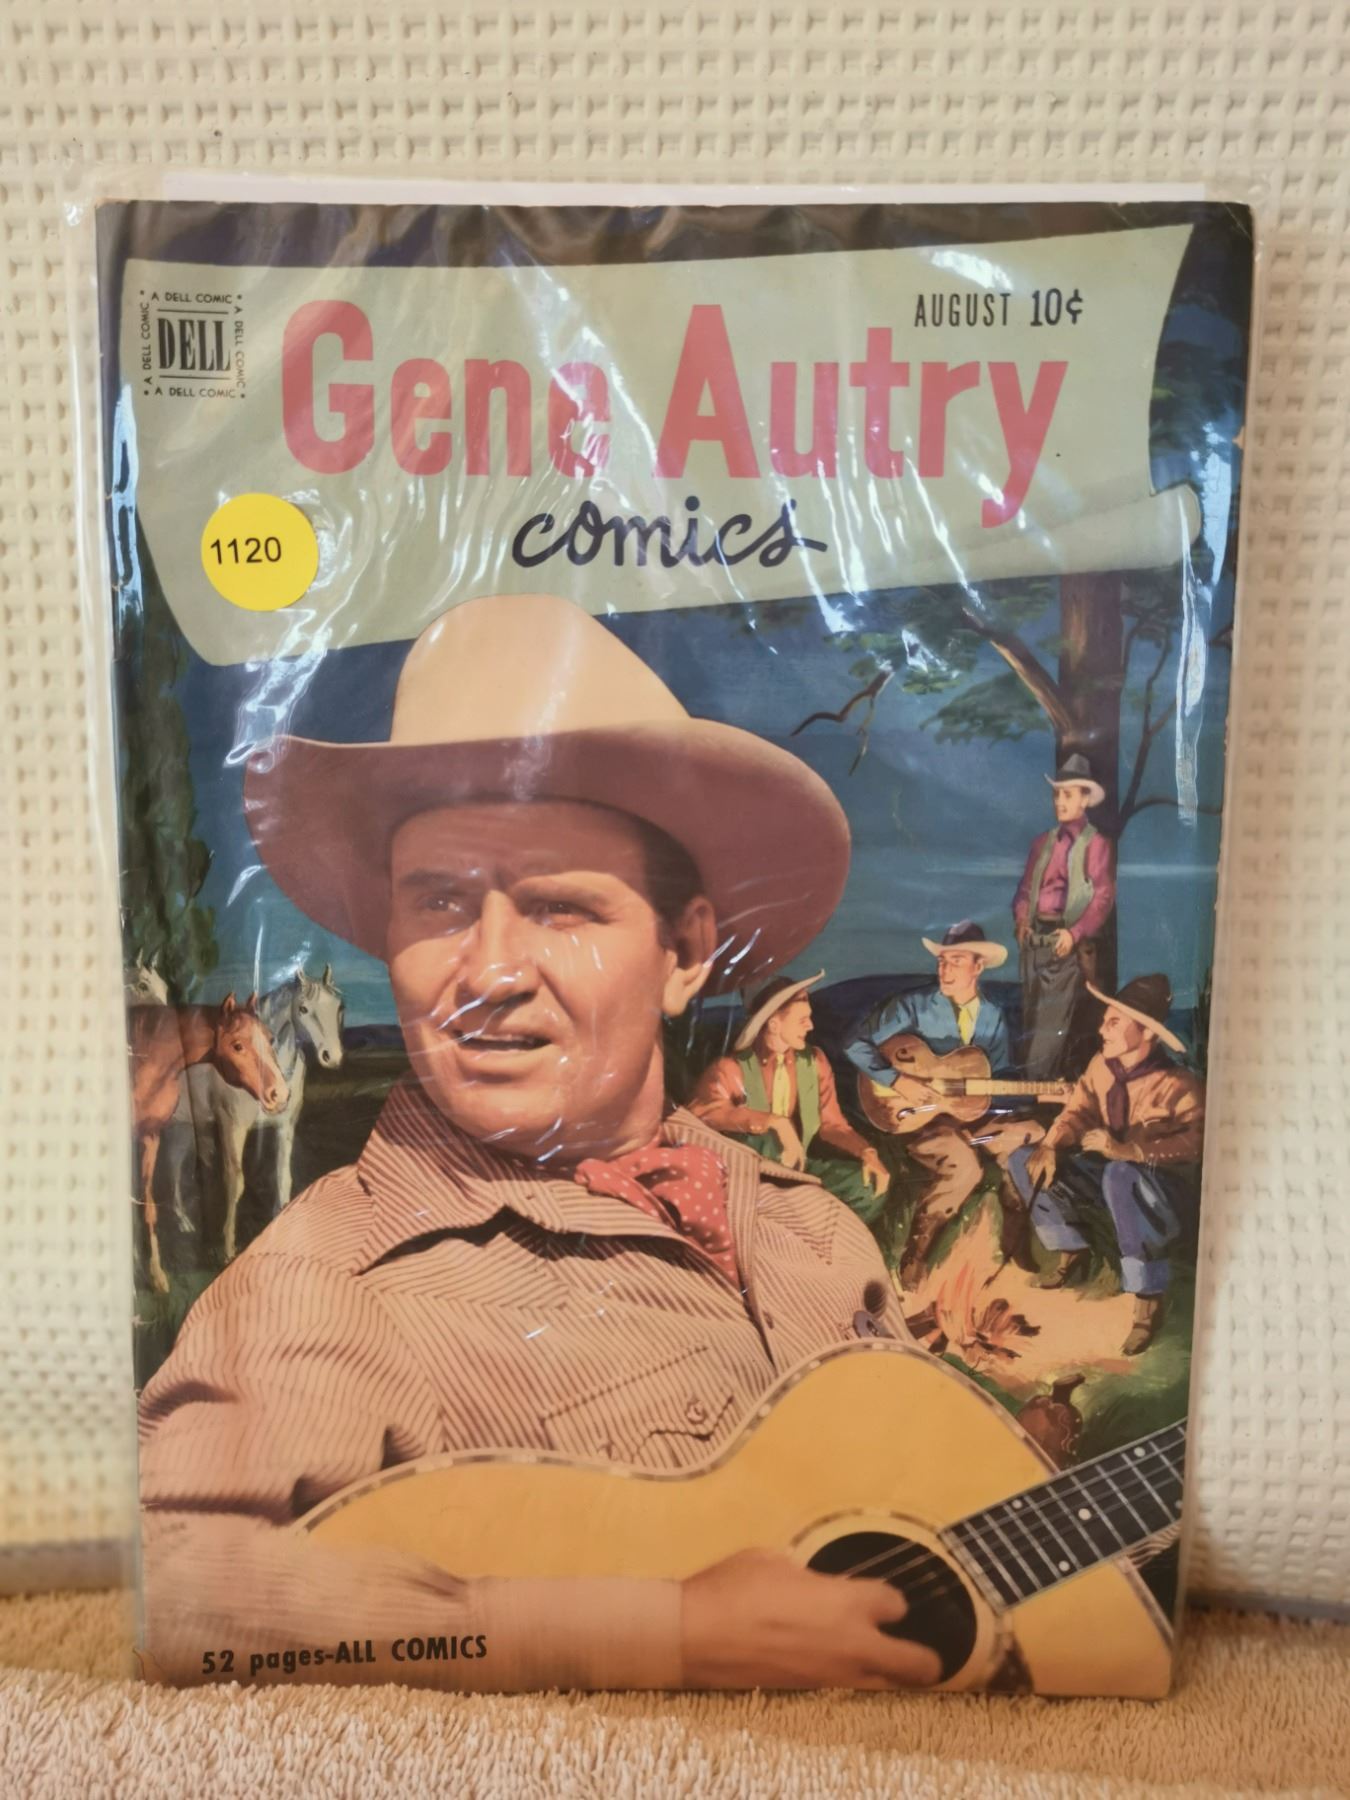 A DELL COMIC
A DELL COMIC
DELL
A DELL COMIC
A DELL COMIC
AUGUST 10¢
Gene Autry
comics
1120
52 pages-ALL COMICS